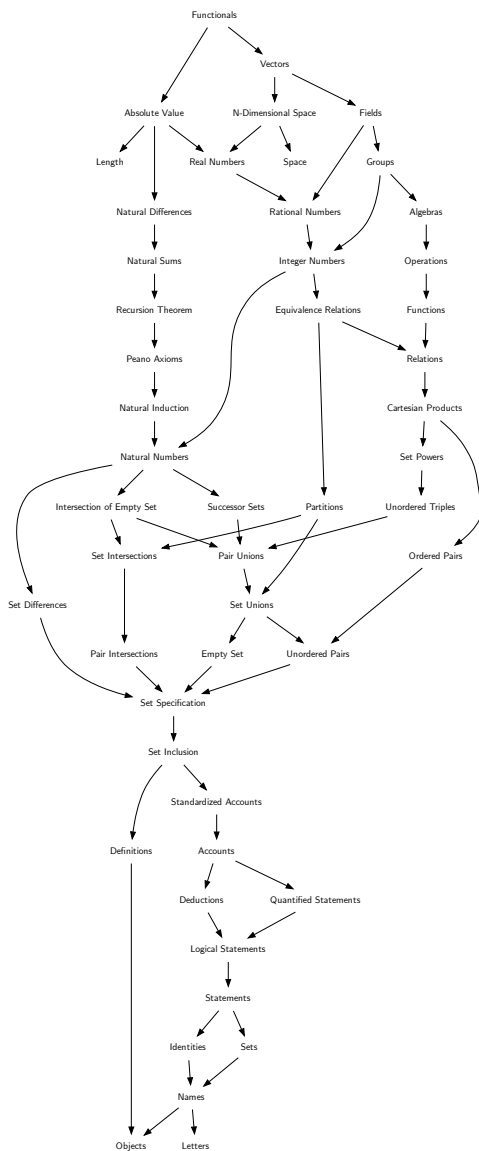 Functionals
Vectors
Absolute Value
N-Dimensional Space
Fields
Length
Real Numbers
Space
Groups
Natural Differences
Rational Numbers
Algebras
Natural Sums
Integer Numbers
Operations
Recursion Theorem
Equivalence Relations
Functions
Peano Axioms
Relations
Natural Induction
Cartesian Products
Natural Numbers
Set Powers
Intersection of Empty Set
Successor Sets
Partitions
Unordered Triples
Set Intersections
Pair Unions
Ordered Pairs
Set Differences
Set Unions
Pair Intersections
Empty Set
Unordered Pairs
Set Specification
Set Inclusion
Standardized Accounts
Definitions
Accounts
Deductions
Quantified Statements
Logical Statements
Statements
Identities
Sets
Names
Objects
Letters